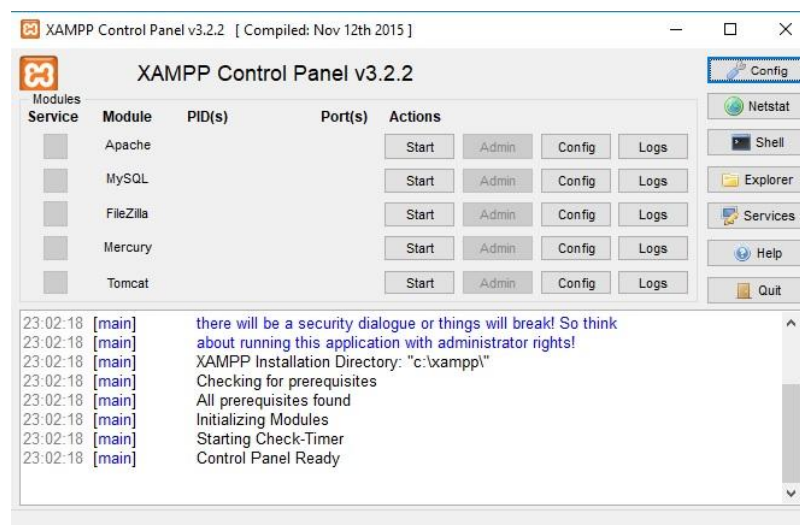 XAMPP Control Panel v3.2.2 [ Compiled: Nov 12th 2015 ]
XAMPP Control Panel v3.2.2
Config
Modules
Netstat
Service Module PID(s) Port(s) Actions
Apache Start Admin Config Logs
Shell
MySQL Start Admin Config Logs
Explorer
FileZilla Start Admin Config Logs
Services
Mercury Start Admin Config Logs
Help
Tomcat Start Admin Config Logs
Quit
23:02:18 [main] there will be a security dialogue or things will break! So think
23:02:18 [main] about running this application with administrator rights!
23:02:18 [main] XAMPP Installation Directory: "c:\xampp\"
23:02:18 [main] Checking for prerequisites
23:02:18 [main] All prerequisites found
23:02:18 [main] Initializing Modules
23:02:18 [main] Starting Check-Timer
23:02:18 [main] Control Panel Ready